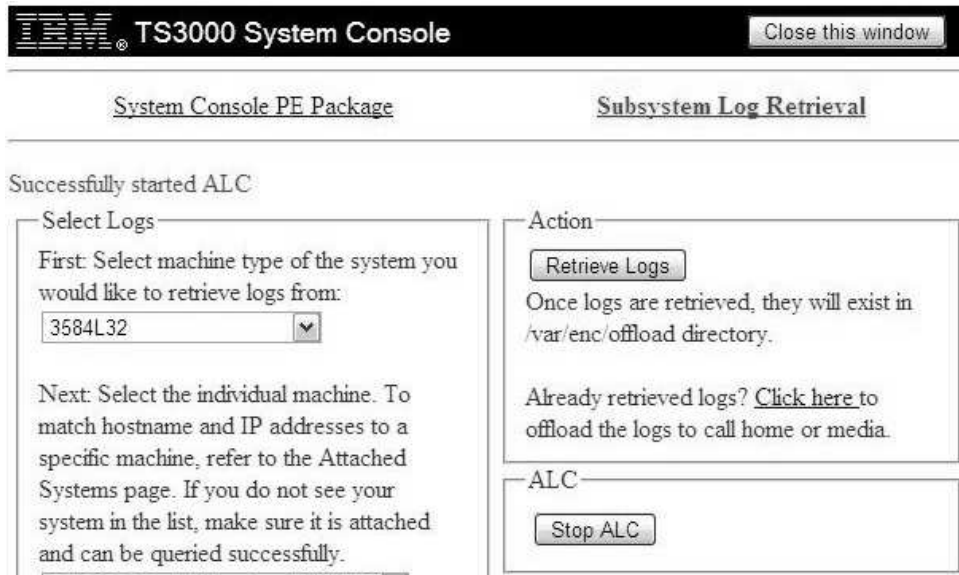 IBM® TS3000 System Console
Close this window
System Console PE Package
Subsystem Log Retrieval
Successfully started ALC
Select Logs
First: Select machine type of the system you
would like to retrieve logs from:
3584L32
Next: Select the individual machine. To
match hostname and IP addresses to a
specific machine, refer to the Attached
Systems page. If you do not see your
system in the list, make sure it is attached
and can be queried successfully.
Action
Retrieve Logs
Once logs are retrieved, they will exist in
/var/enc/offload directory.
Already retrieved logs? Click here to
offload the logs to call home or media.
ALC
Stop ALC